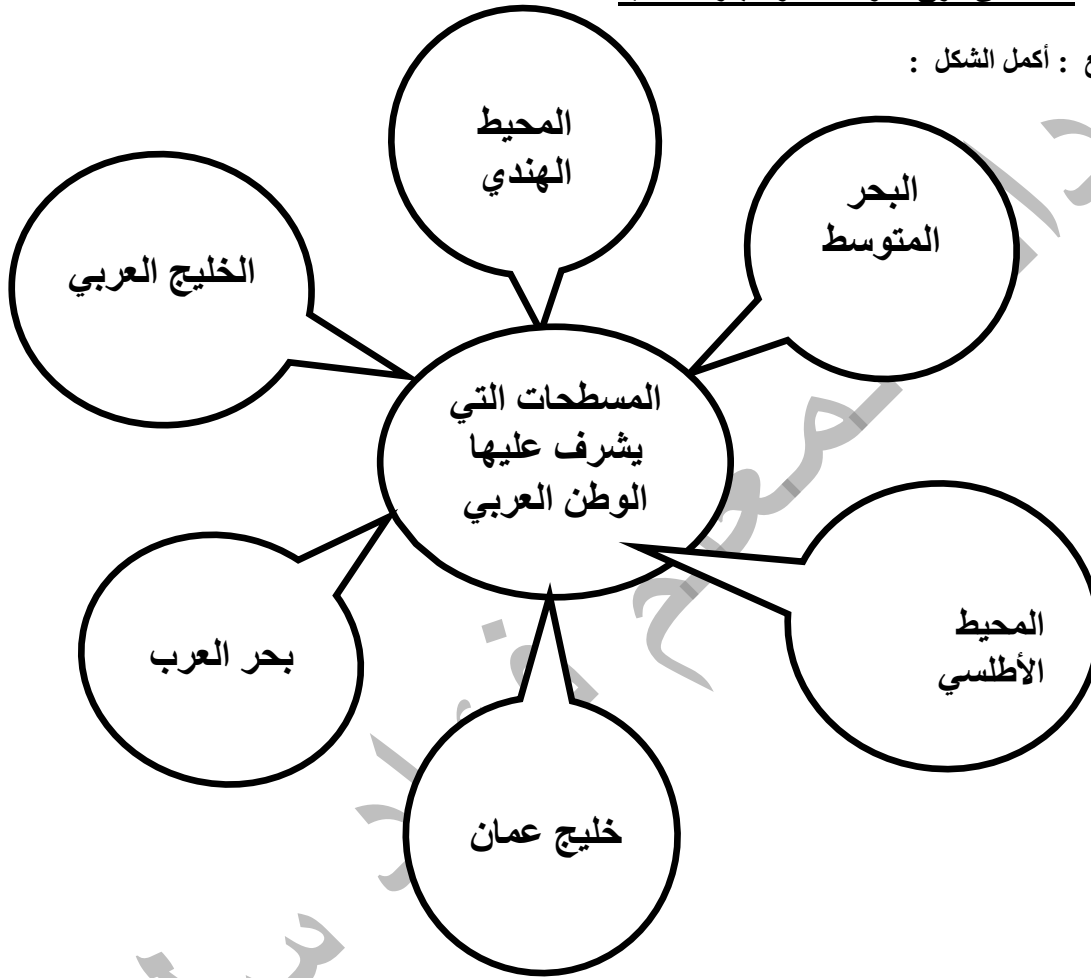 : أكمل الشكل :
المحيط
الهندي
البحر
المتوسط
الخليج العربي
المسطحات التي
يشرف عليها
الوطن العربي
المحيط
الأطلسي
بحر العرب
خليج عمان